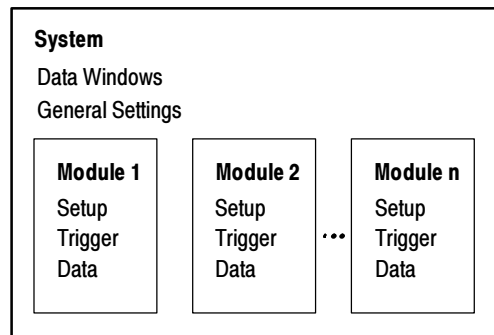 System
Data Windows
General Settings
Module 1
Setup
Trigger
Data
Module 2
Setup
Trigger
Data
...
Module n
Setup
Trigger
Data